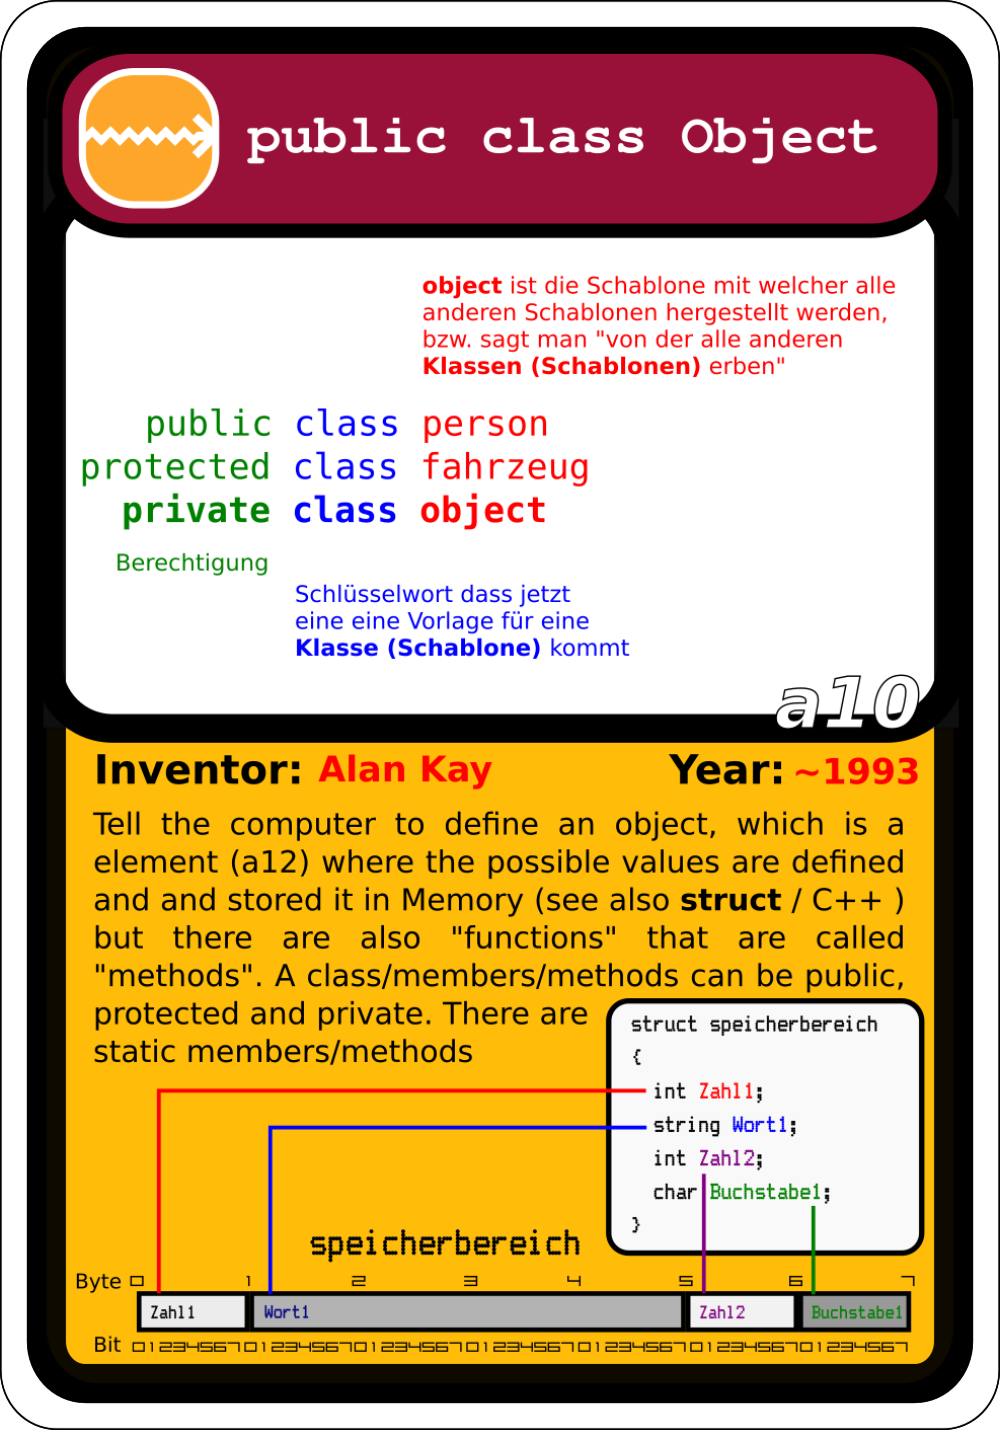 public class Object
object ist die Schablone mit welcher alle
anderen Schablonen hergestellt werden,
bzw. sagt man "von der alle anderen
Klassen (Schablonen) erben"
public class person
protected class fahrzeug
private class object
Berechtigung
Schlüsselwort dass jetzt
eine eine Vorlage für eine
Klasse (Schablone) kommt
a10
Inventor: Alan Kay Year: ~1993
Tell the computer to define an object, which is a
element (a12) where the possible values are defined
and and stored it in Memory (see also struct / C++ )
but there are also "functions" that are called
"methods". A class/members/methods can be public,
protected and private. There are
static members/methods
struct speicherbereich
{
int Zahl1;
string Wort1;
int Zahl2;
char Buchstabe1;
}
speicherbereich
Byte 0 1 2 3 4 5 6 7
Zahl1 Wort1 Zahl2 Buchstabe1
Bit 01234567012345670123456701234567012345670123456701234567